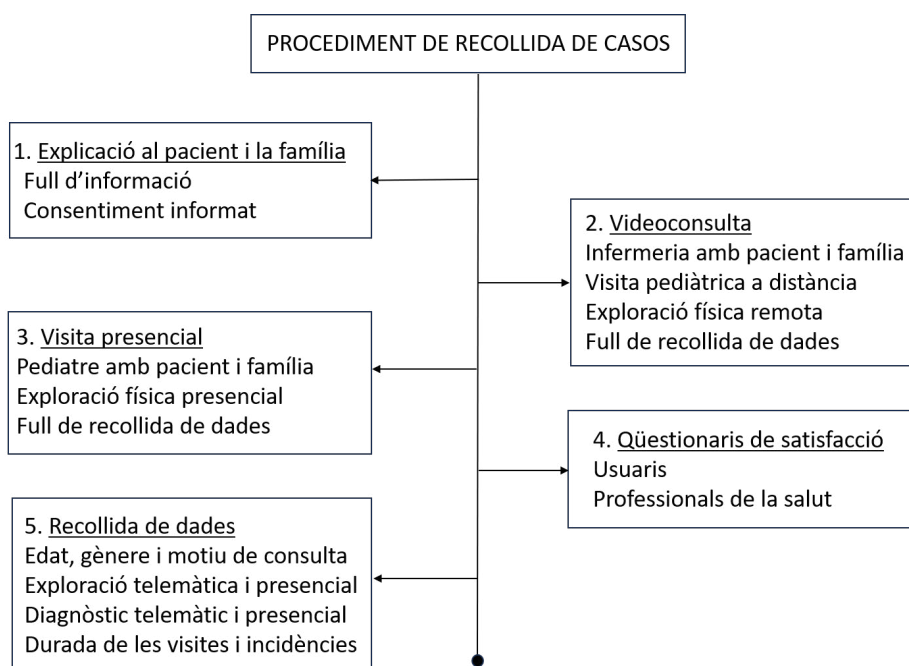 PROCEDIMENT DE RECOLLIDA DE CASOS
1. Explicació al pacient i la família
Full d’informació
Consentiment informat
2. Videoconsulta
Infermeria amb pacient i família
Visita pediàtrica a distància
Exploració física remota
Full de recollida de dades
3. Visita presencial
Pediatre amb pacient i família
Exploració física presencial
Full de recollida de dades
4. Qüestionaris de satisfacció
Usuaris
Professionals de la salut
5. Recollida de dades
Edat, gènere i motiu de consulta
Exploració telemàtica i presencial
Diagnòstic telemàtic i presencial
Durada de les visites i incidències